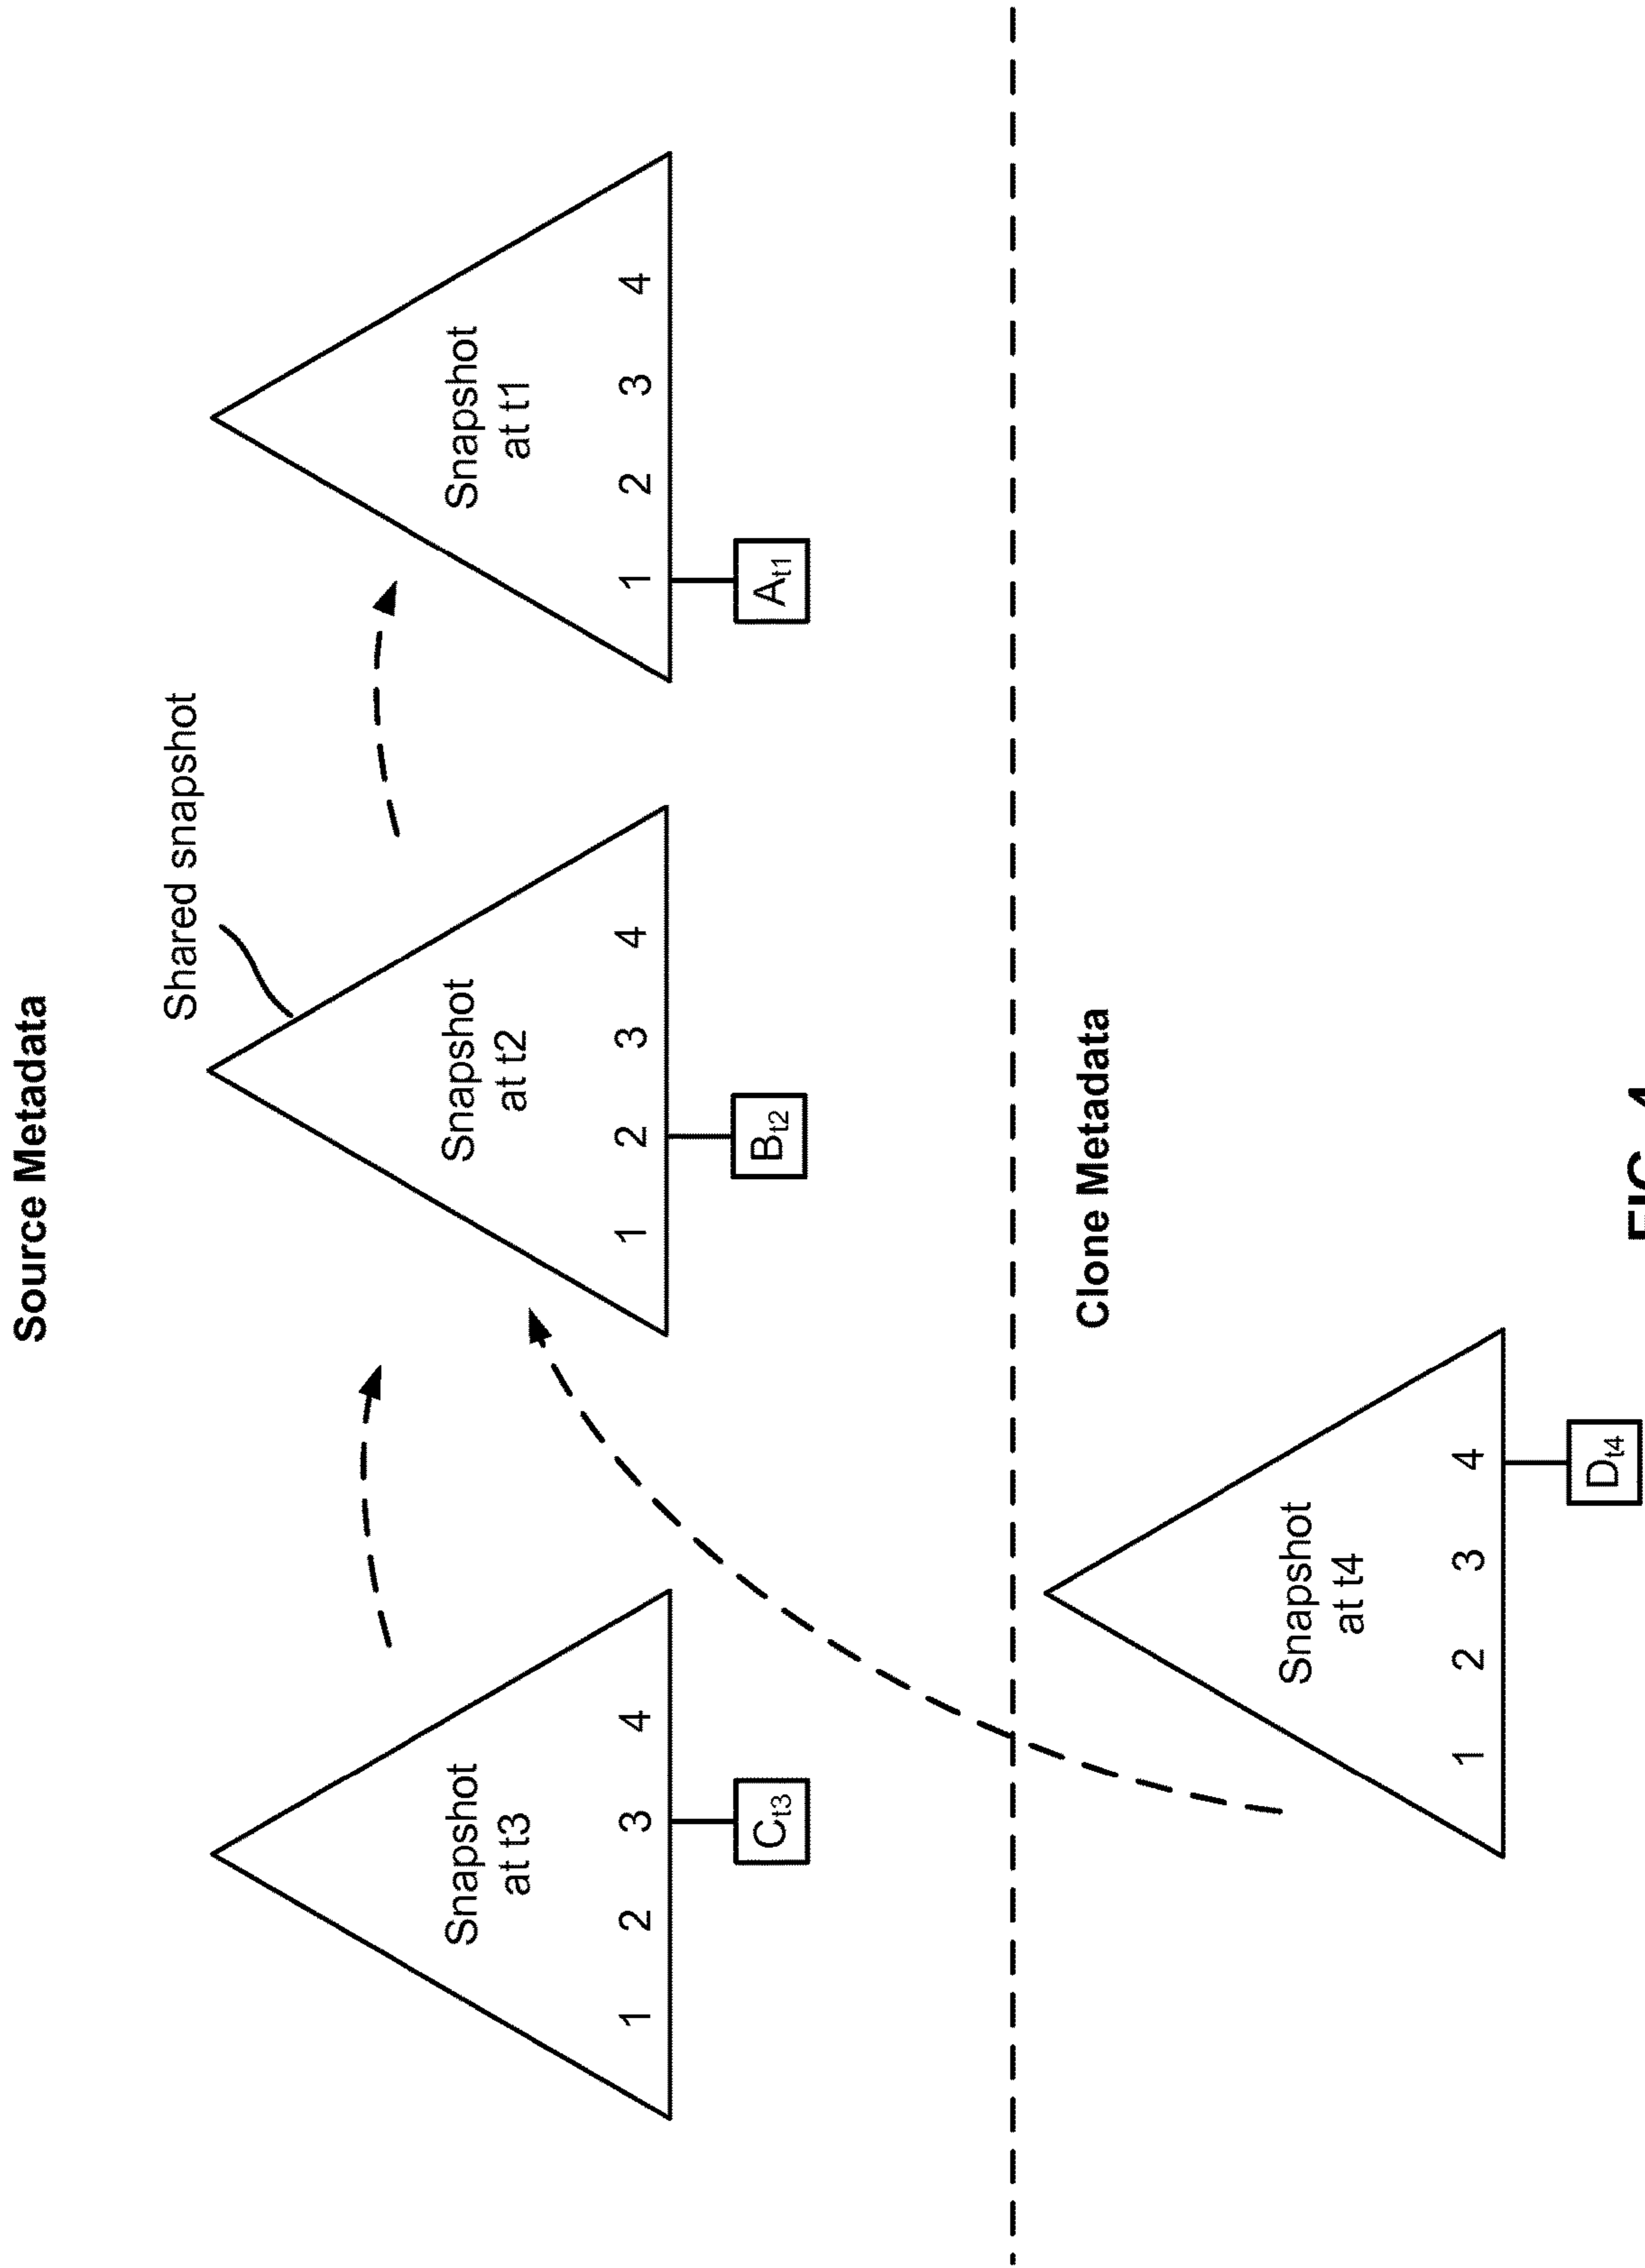 Source Metadata
Shared snapshot
Snapshot
at t3
1 2 3 4
Ct3
Snapshot
at t2
1 2 3 4
Bt2
Snapshot
at t1
1 2 3 4
At1
Clone Metadata
Snapshot
at t4
1 2 3 4
Dt4
FIG.